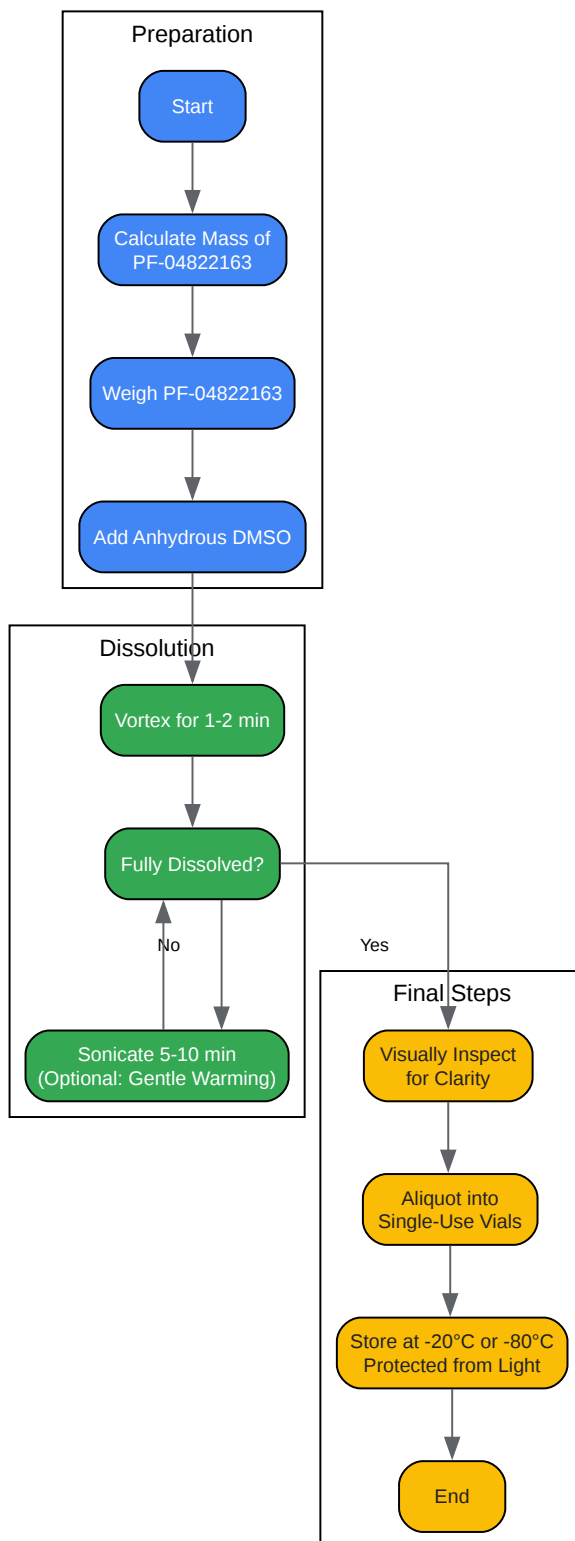 Preparation
Start
Calculate Mass of
PF-04822163
Weigh PF-04822163
Add Anhydrous DMSO
Dissolution
Vortex for 1-2 min
Fully Dissolved?
No
Yes
Sonicate 5-10 min
(Optional: Gentle Warming)
Final Steps
Visually Inspect
for Clarity
Aliquot into
Single-Use Vials
Store at -20°C or -80°C
Protected from Light
End